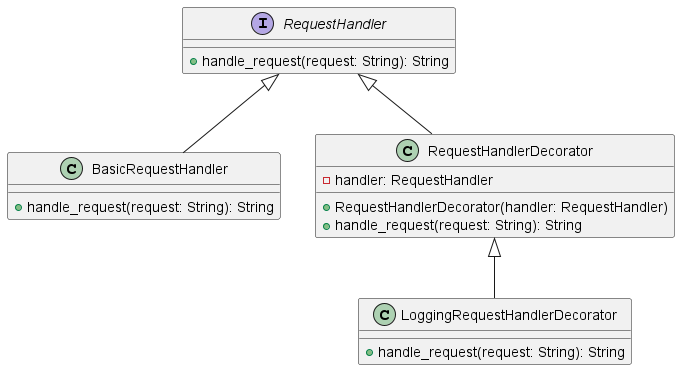 I RequestHandler
handle_request(request: String): String
C BasicRequestHandler
handle_request(request: String): String
C RequestHandlerDecorator
handler: RequestHandler
RequestHandlerDecorator(handler: RequestHandler)
handle_request(request: String): String
C LoggingRequestHandlerDecorator
handle_request(request: String): String